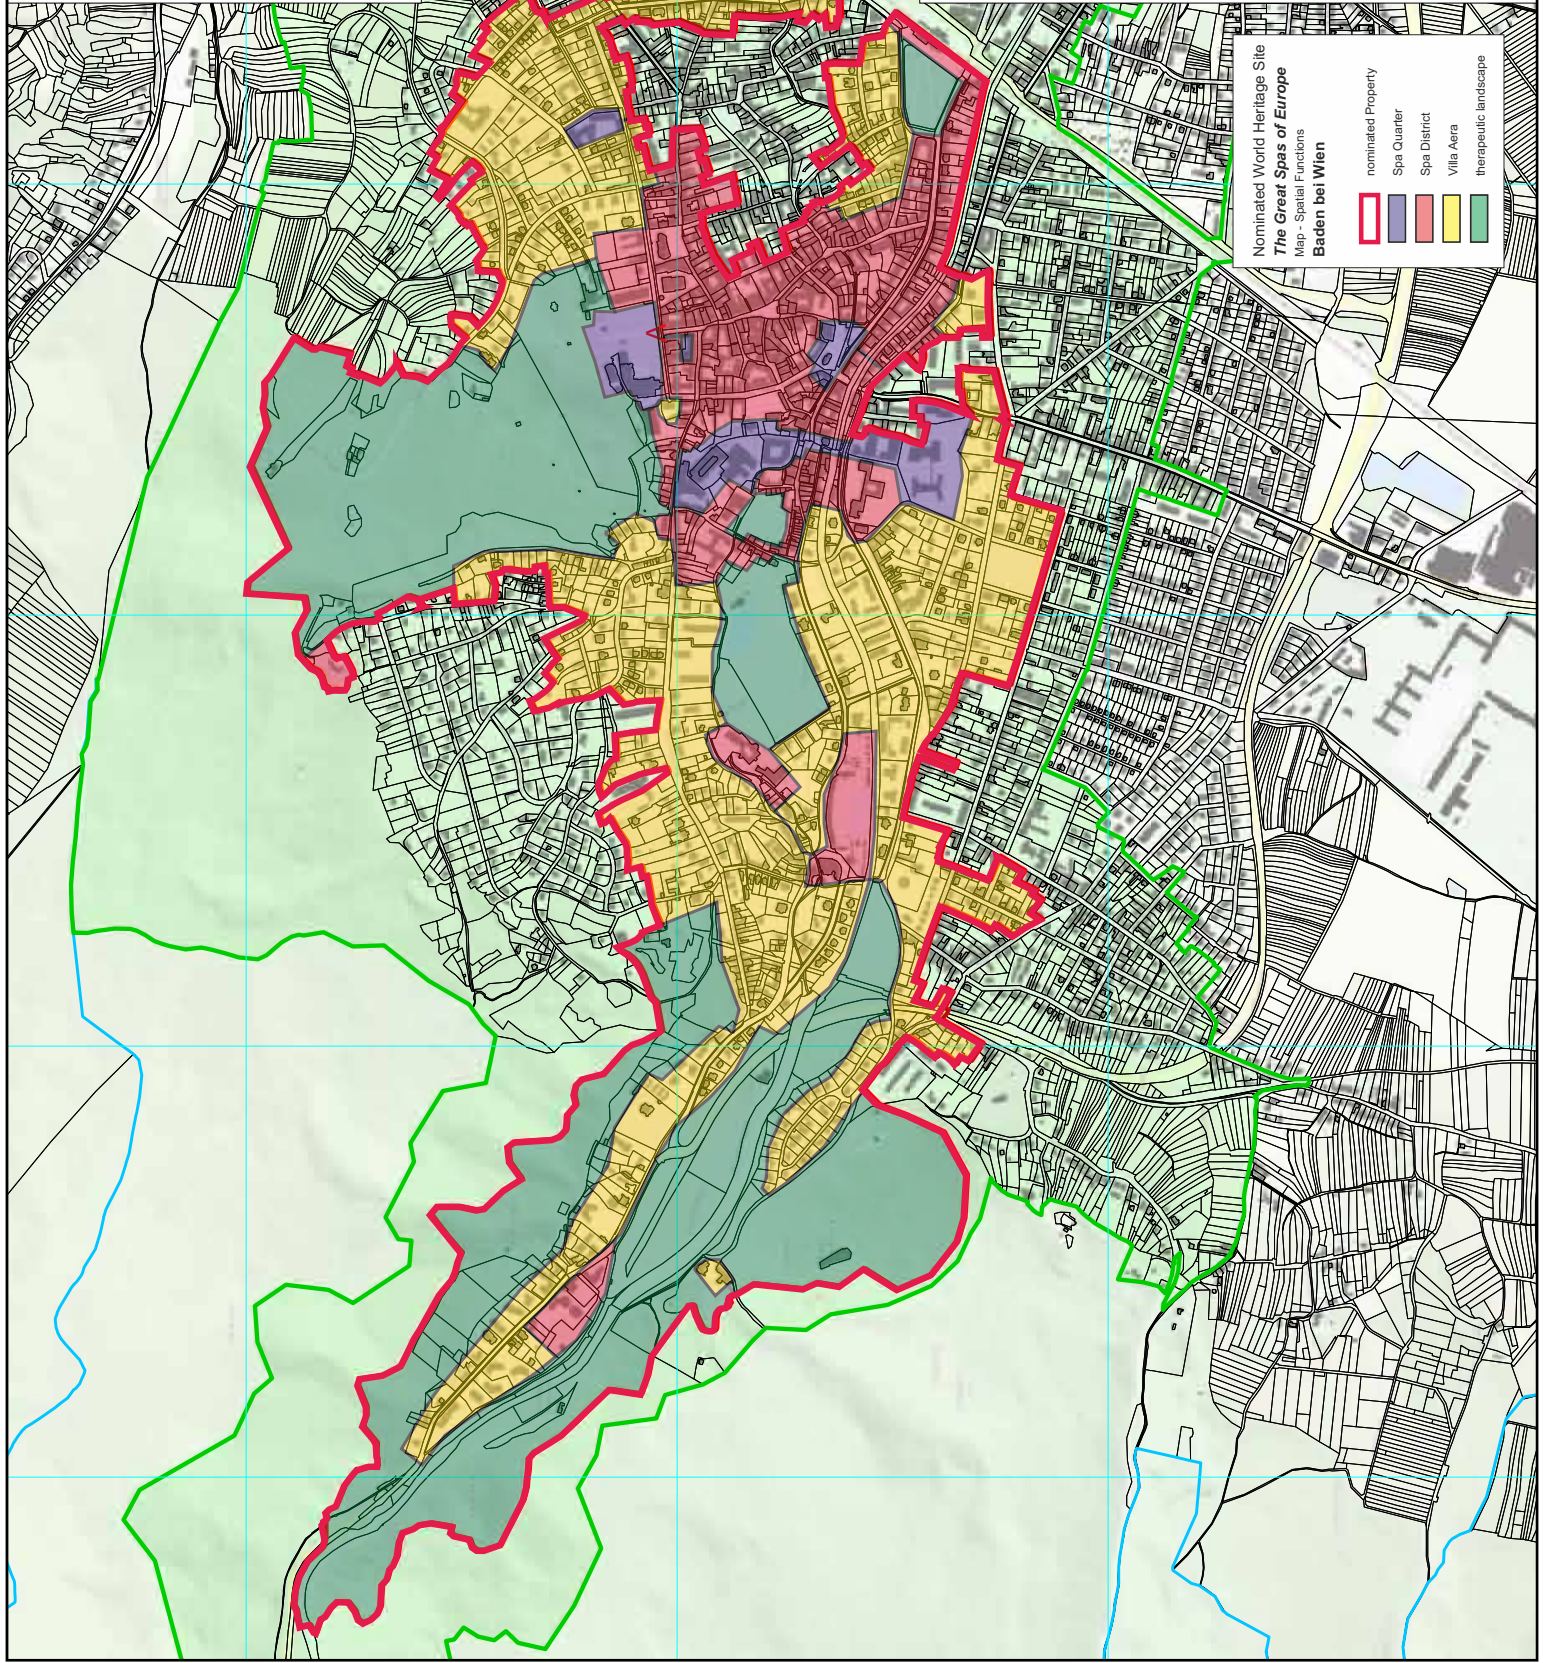 Nominated World Heritage Site
The Great Spas of Europe
Map - Spatial Functions
Baden bei Wien
nominated Property
Spa Quarter
Spa District
Villa Aera
therapeutic landscape